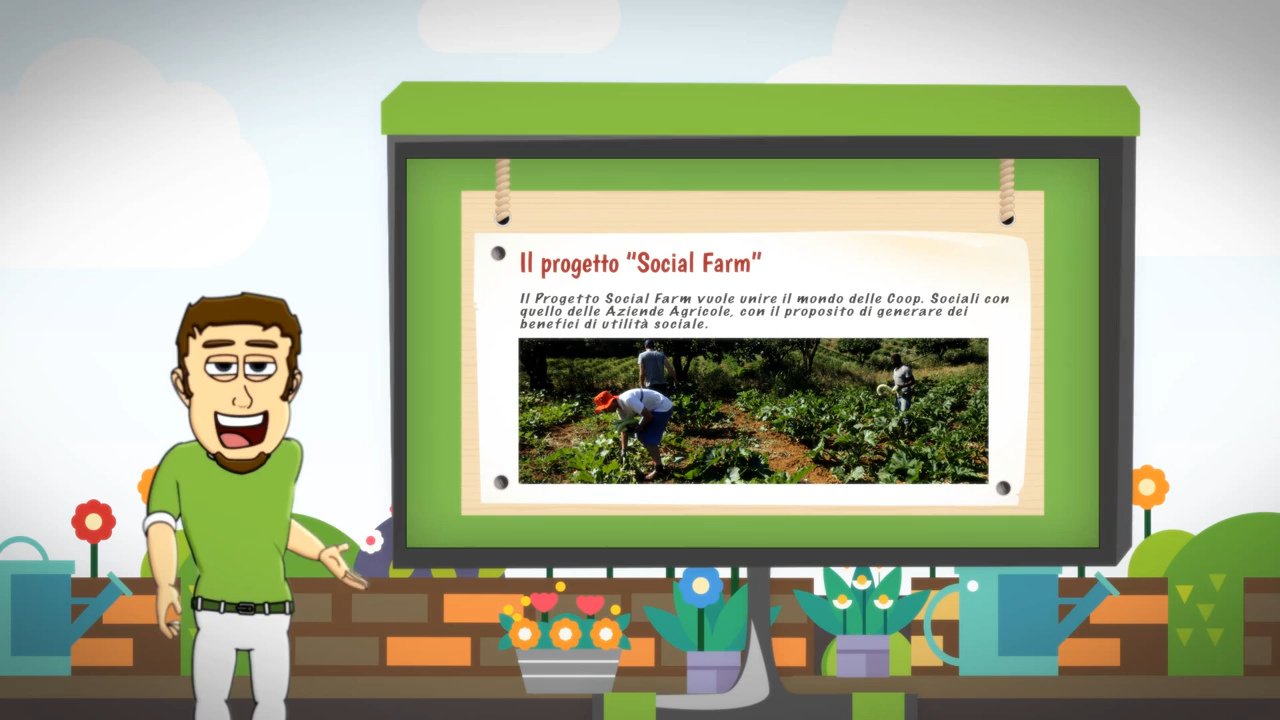 Il progetto "Social Farm"
Il Progetto Social Farm vuole unire il mondo delle Coop. Sociali con
quello delle Aziende Agricole, con il proposito di generare dei
benefici di utilità sociale.